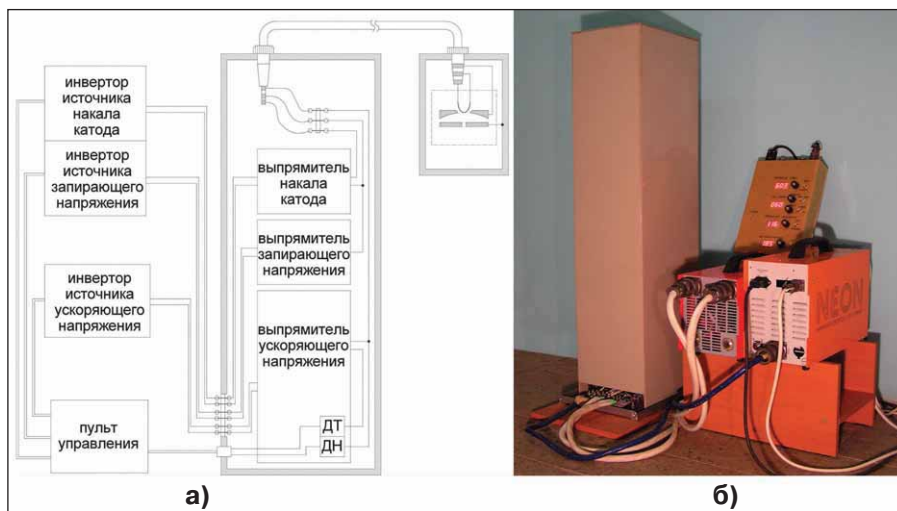 инвертор
источника
накала
катода
инвертор
источника
запирающего
напряжения
инвертор
источника
ускоряющего
напряжения
пульт
управления
выпрямитель
накала
катода
выпрямитель
запирающего
напряжения
выпрямитель
ускоряющего
напряжения
ДТ
ДН
NEON
а)
б)